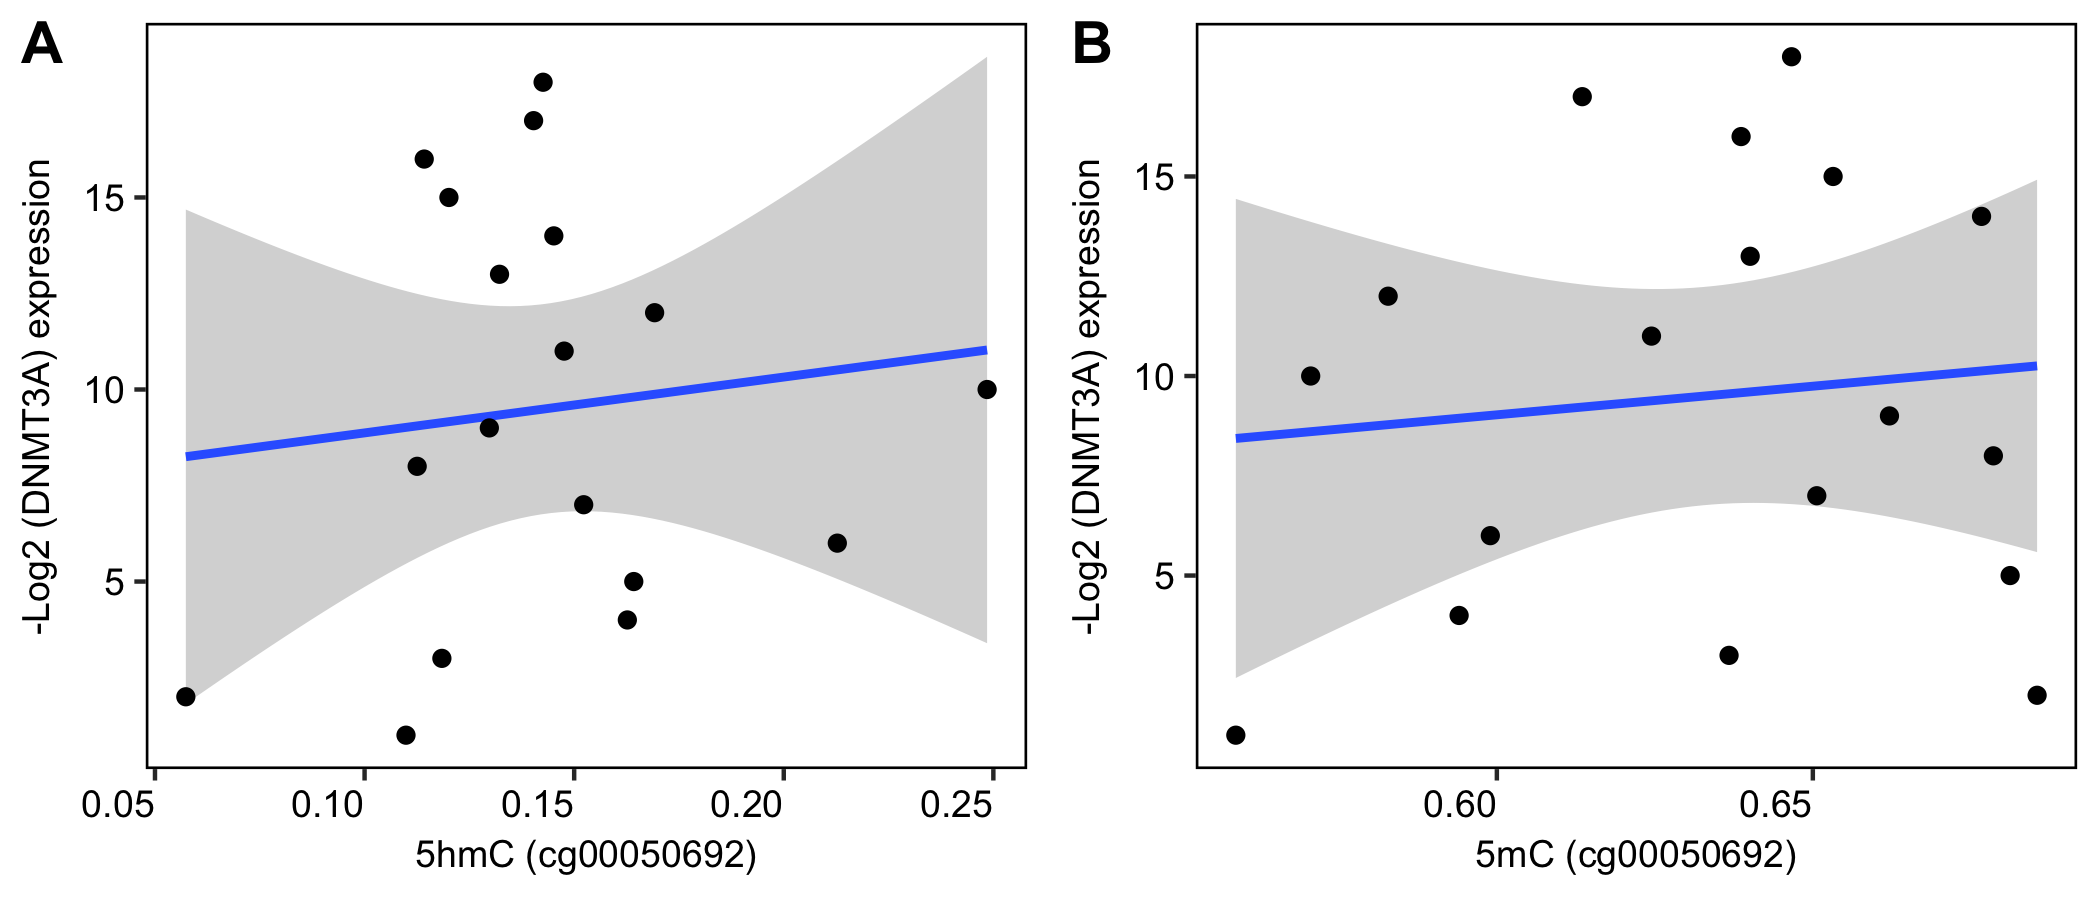 A
-Log2 (DNMT3A) expression
15
10
5
0.05 0.10 0.15 0.20 0.25
5hmC (cg00050692)
B
-Log2 (DNMT3A) expression
15
10
5
0.60 0.65
5mC (cg00050692)